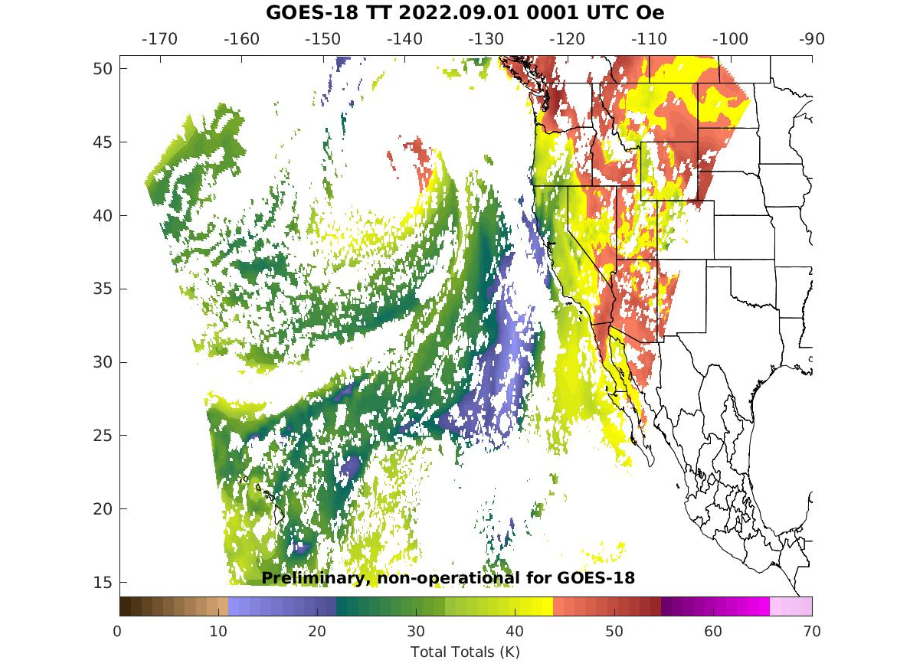 GOES-18 TT 2022.09.01 0001 UTC Oe
-170 -160 -150 -140 -130 -120 -110 -100 -90
50
45
40
35
30
25
20
15
Preliminary, non-operational for GOES-18
0 10 20 30 40 50 60 70
Total Totals (K)